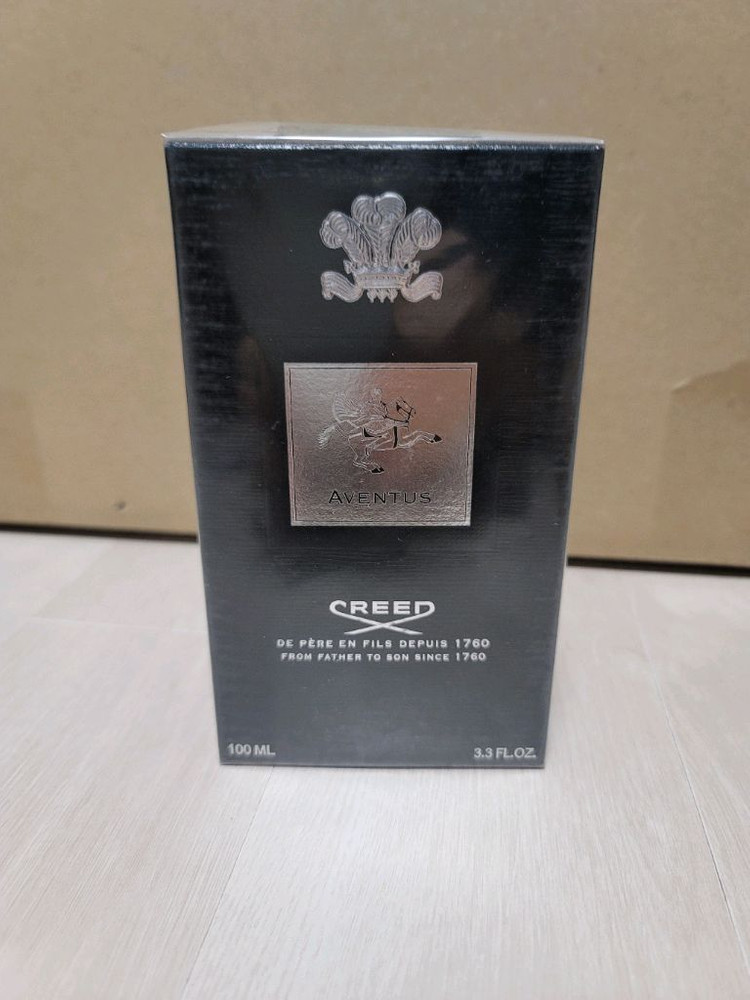 AVENTUS
CREED
DE PÈRE EN FILS DEPUIS 1760
FROM FATHER TO SON SINCE 1760
100 ML
3.3 FL.OZ.